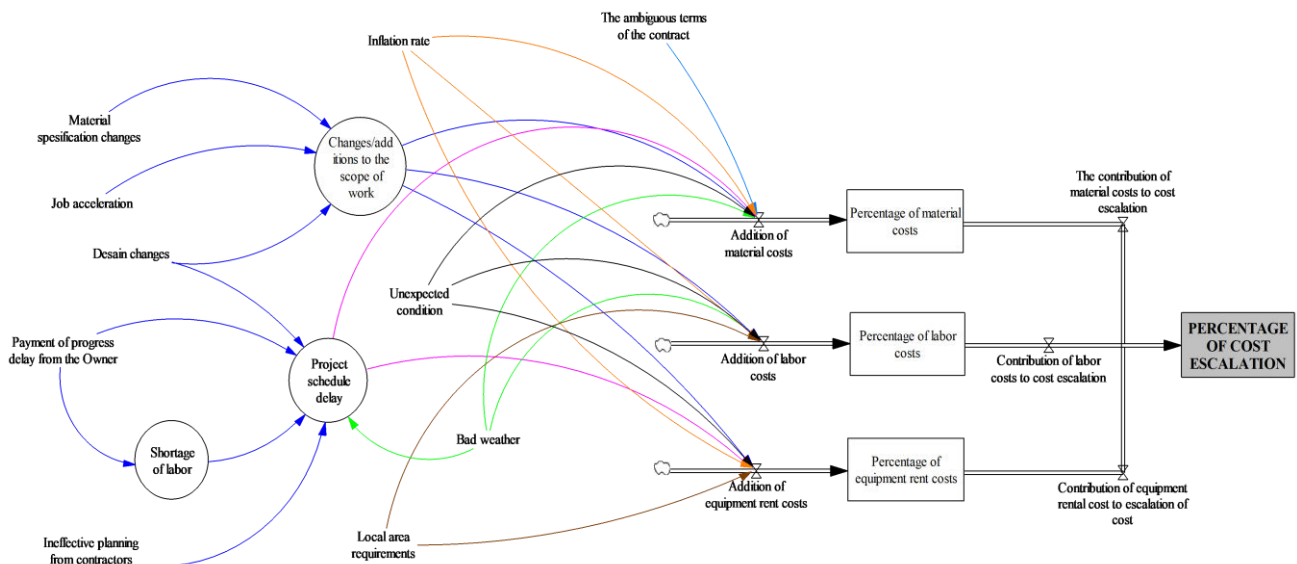 The ambiguous terms
of the contract
Inflation rate
Material
spesification changes
Changes/add
itions to the
scope of
work
Job acceleration
The contribution of
material costs to cost
escalation
Percentage of material
costs
Addition of
material costs
Desain changes
Unexpected
condition
Payment of progress
delay from the Owner
Project
schedule
delay
Percentage of labor
costs
Addition of labor
costs
Contribution of labor
costs to cost escalation
PERCENTAGE
OF COST
ESCALATION
Shortage
of labor
Bad weather
Percentage of
equipment rent costs
Addition of
equipment rent costs
Contribution of equipment
rental cost to escalation of
cost
Local area
requirements
Ineffective planning
from contractors